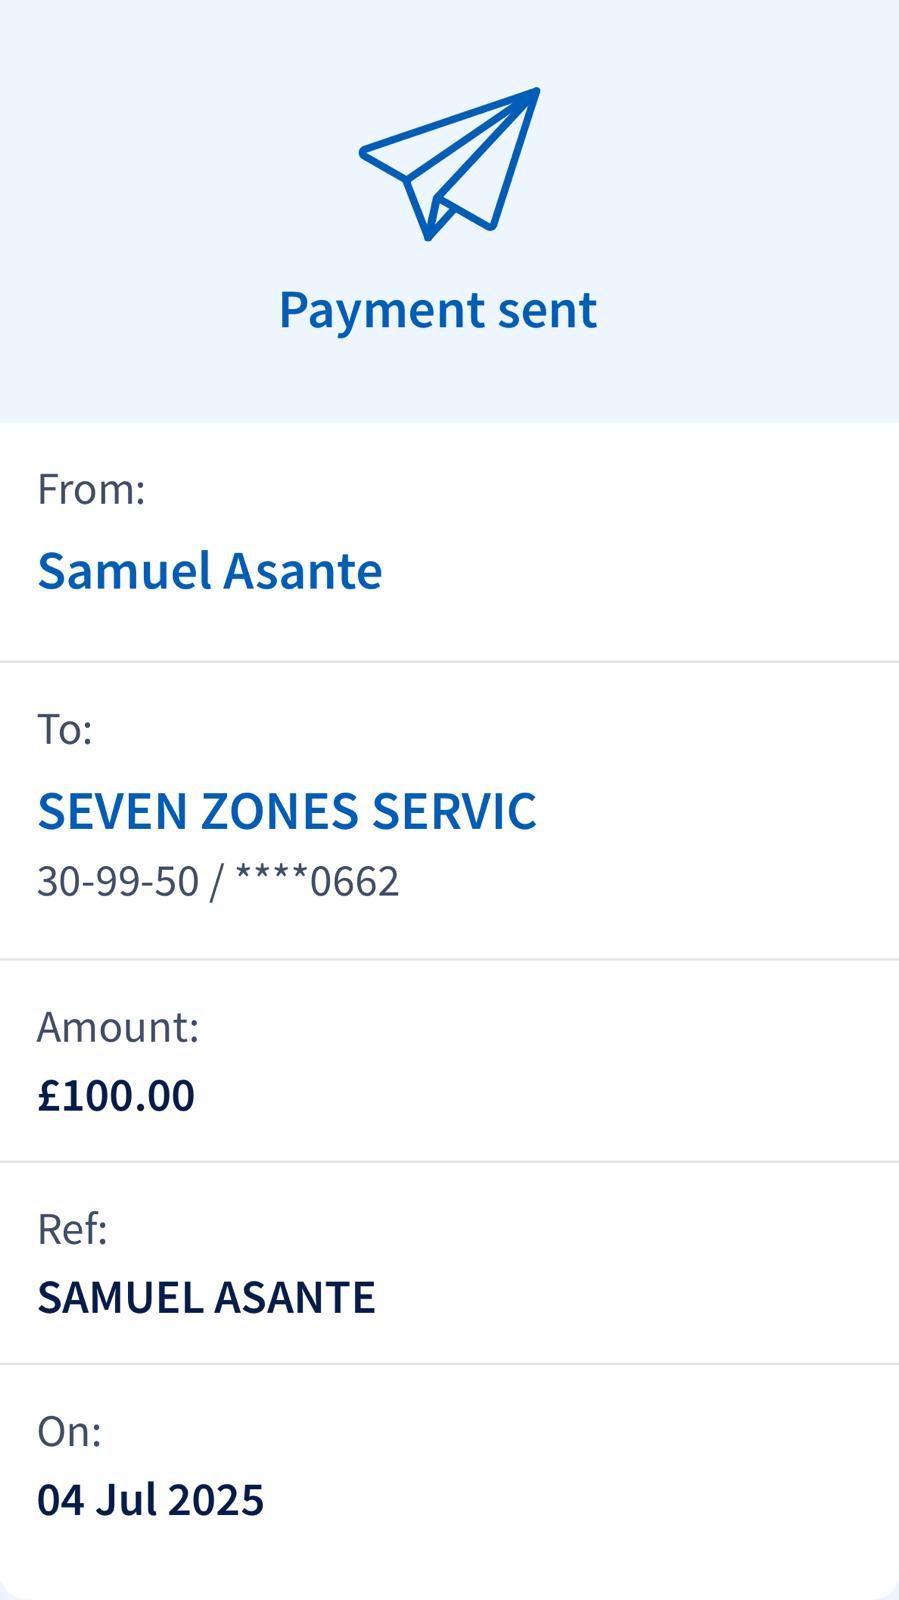 Payment sent
From:
Samuel Asante
To:
SEVEN ZONES SERVIC
30-99-50 / ****0662
Amount:
£100.00
Ref:
SAMUEL ASANTE
On:
04 Jul 2025